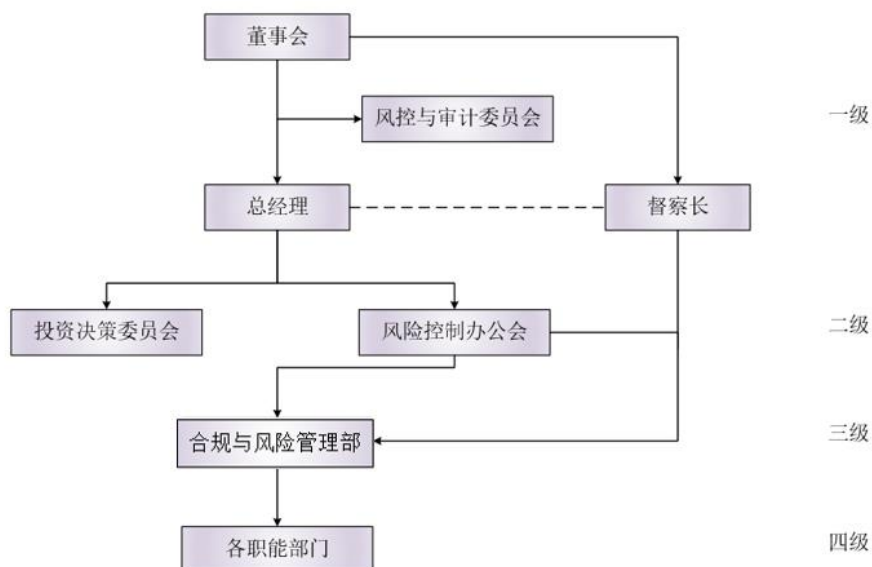 董事会
风控与审计委员会
一级
总经理
督察长
投资决策委员会
风险控制办公会
二级
合规与风险管理部
三级
各职能部门
四级